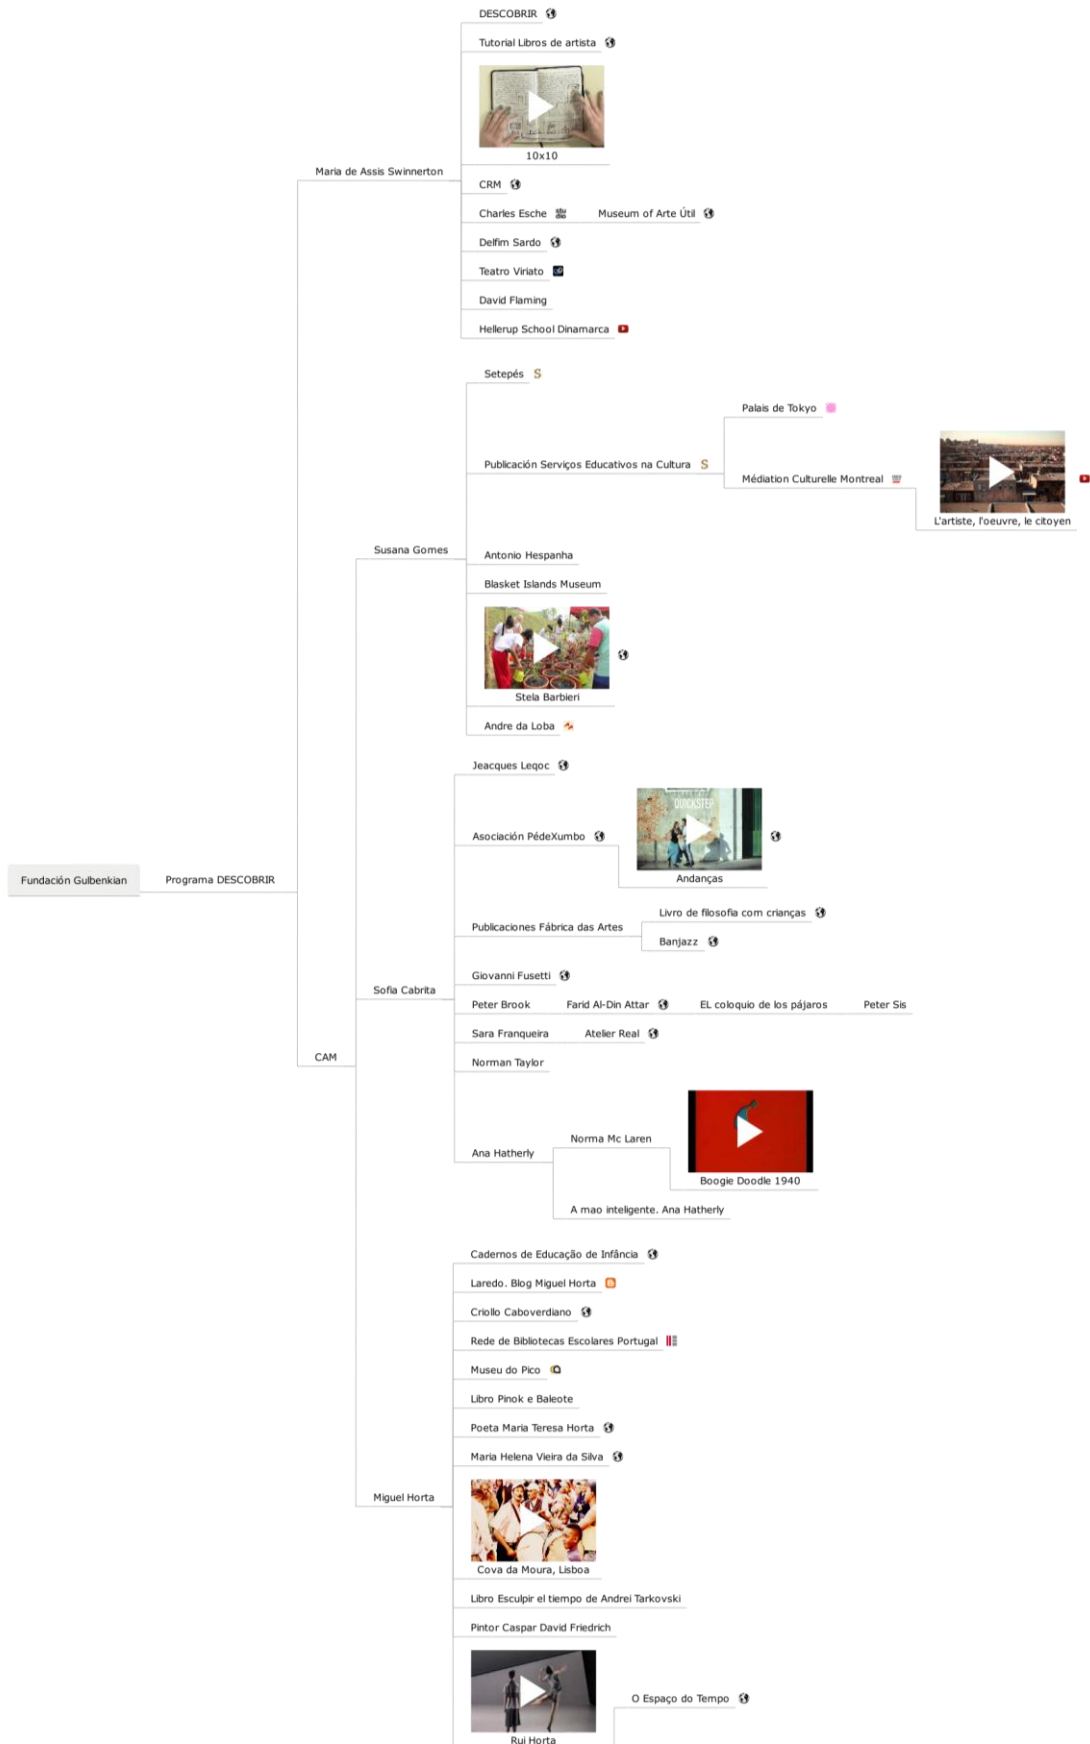 DESCOBRIR
Tutorial Libros de artista
10x10
Maria de Assis Swinnerton
CRM
Charles Esche
Museum of Arte Útil
Delfim Sardo
Teatro Viriato
David Flaming
Hellerup School Dinamarca
Setepés
Palais de Tokyo
Publicación Serviços Educativos na Cultura
Médiation Culturelle Montreal
L'artiste, l'oeuvre, le citoyen
Susana Gomes
Antonio Hespanha
Blasket Islands Museum
Stela Barbieri
Andre da Loba
Jeacques Leqoc
QUICKSTEP
Asociación PédeXumbo
Andanças
Fundación Gulbenkian
Programa DESCOBRIR
Livro de filosofia com crianças
Publicaciones Fábrica das Artes
Banjazz
Giovanni Fusetti
Sofia Cabrita
Peter Brook
Farid Al-Din Attar
EL coloquio de los pájaros
Peter Sis
Sara Franqueira
Atelier Real
CAM
Norman Taylor
Norma Mc Laren
Ana Hatherly
Boogie Doodle 1940
A mao inteligente. Ana Hatherly
Cadernos de Educação de Infância
Laredo. Blog Miguel Horta
Criollo Caboverdiano
Rede de Bibliotecas Escolares Portugal
Museu do Pico
Libro Pinok e Baleote
Poeta Maria Teresa Horta
Maria Helena Vieira da Silva
Miguel Horta
Cova da Moura, Lisboa
Libro Esculpir el tiempo de Andrei Tarkovski
Pintor Caspar David Friedrich
O Espaço do Tempo
Rui Horta